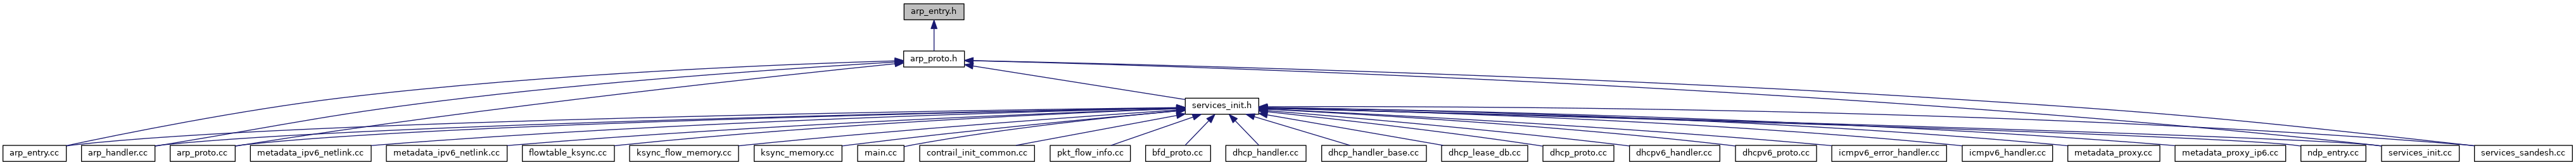 arp_entry.h
arp_proto.h
services_init.h
arp_entry.cc
arp_handler.cc
arp_proto.cc
metadata_ipv6_netlink.cc
metadata_ipv6_netlink.cc
flowtable_ksync.cc
ksync_flow_memory.cc
ksync_memory.cc
main.cc
contrail_init_common.cc
pkt_flow_info.cc
bfd_proto.cc
dhcp_handler.cc
dhcp_handler_base.cc
dhcp_lease_db.cc
dhcp_proto.cc
dhcpv6_handler.cc
dhcpv6_proto.cc
icmpv6_error_handler.cc
icmpv6_handler.cc
metadata_proxy.cc
metadata_proxy_ip6.cc
ndp_entry.cc
services_init.cc
services_sandesh.cc